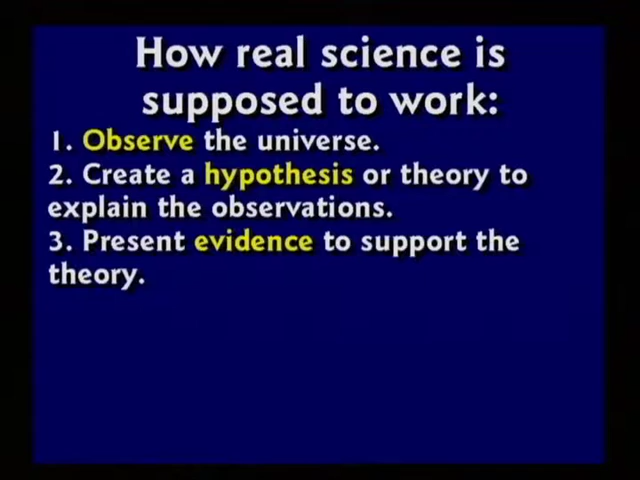 How real science is
supposed to work:
1. Observe the universe.
2. Create a hypothesis or theory to
explain the observations.
3. Present evidence to support the
theory.